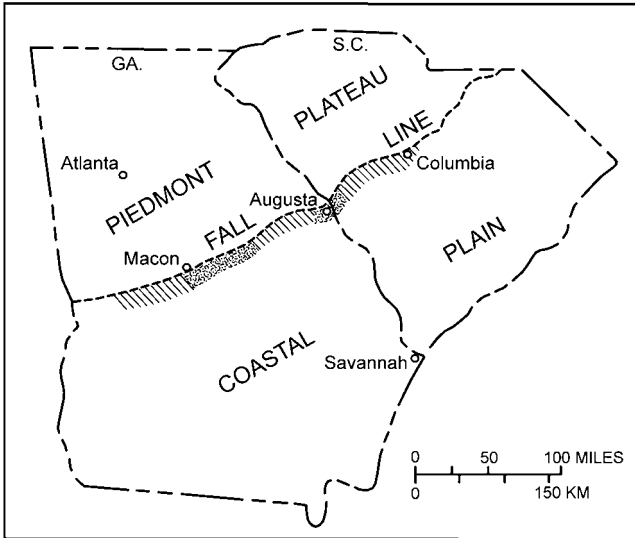 GA.
S.C.
PLATEAU
LINE
Atlanta
Columbia
PIEDMONT
Augusta
FALL
PLAIN
Macon
COASTAL
Savannah
0 50 100 MILES
0 150 KM